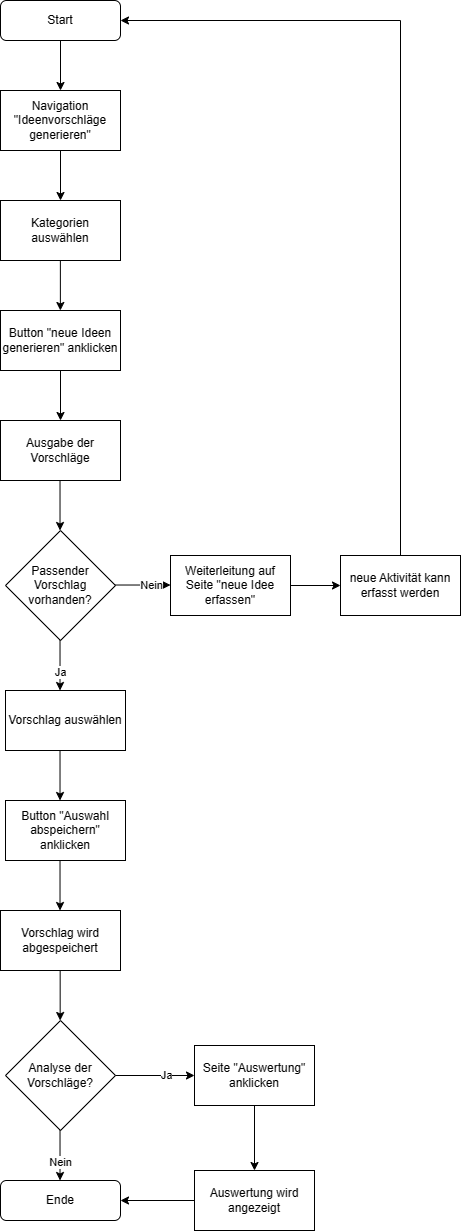 Start
Navigation
"Ideenvorschläge
generieren"
Kategorien
auswählen
Button "neue Ideen
generieren" anklicken
Ausgabe der
Vorschläge
Passender
Vorschlag
vorhanden?
Nein
Weiterleitung auf
Seite "neue Idee
erfassen"
neue Aktivität kann
erfasst werden
Ja
Vorschlag auswählen
Button "Auswahl
abspeichern"
anklicken
Vorschlag wird
abgespeichert
Analyse der
Vorschläge?
Ja
Seite "Auswertung"
anklicken
Nein
Ende
Auswertung wird
angezeigt